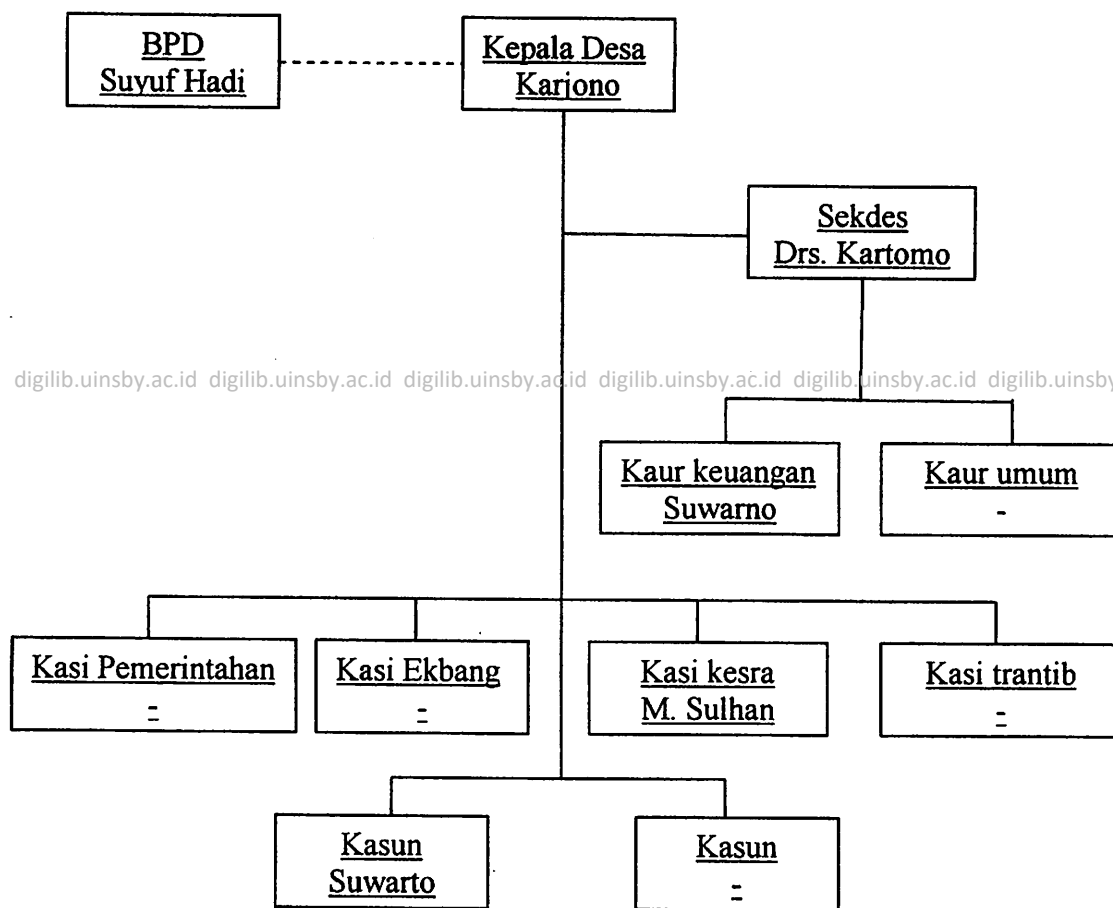 BPD
Suyuf Hadi
Kepala Desa
Karjono
Sekdes
Drs. Kartomo
digilib.uinsby.ac.id digilib.uinsby.ac.id digilib.uinsby.ac.id digilib.uinsby.ac.id digilib.uinsby.ac.id digilib.uinsby
Kaur keuangan
Suwarno
Kaur umum
-
Kasi Pemerintahan
-
Kasi Ekbang
-
Kasi kesra
M. Sulhan
Kasi trantib
-
Kasun
Suwarto
Kasun
-